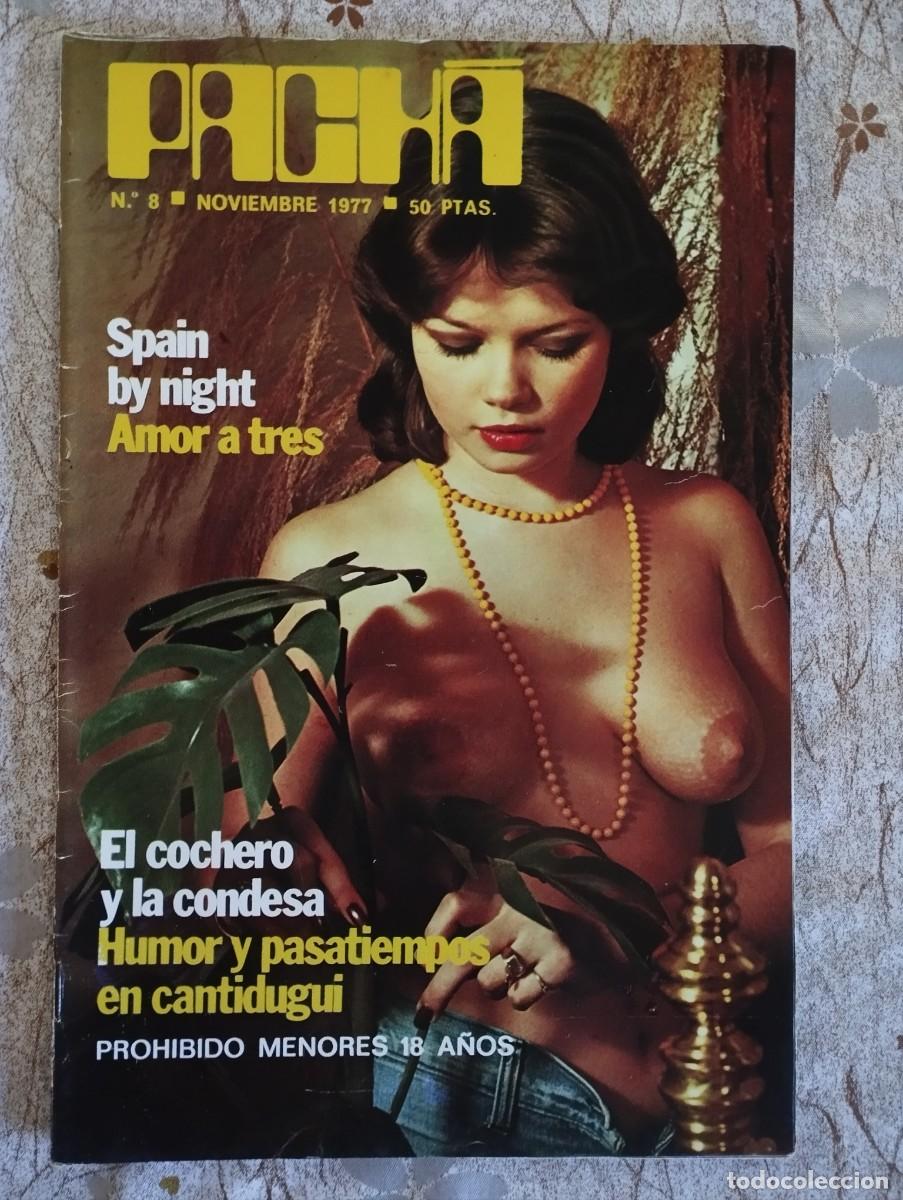 PACHÁ
N.º 8 ▪ NOVIEMBRE 1977 ▪ 50 PTAS.
Spain
by night
Amor a tres
El cochero
y la condesa
Humor y pasatiempos
en cantidugui
PROHIBIDO MENORES 18 AÑOS
todocoleccion